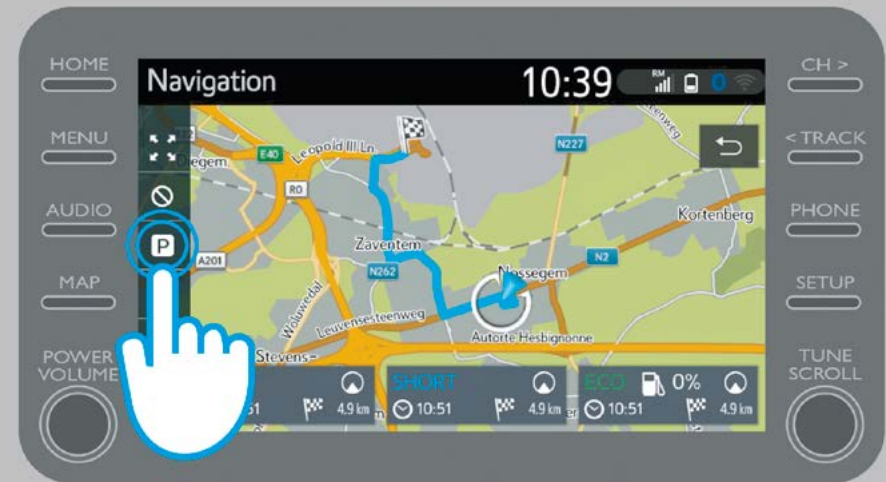 HOME
MENU
AUDIO
MAP
POWER
VOLUME
Navigation
10:39
RM
CH >
< TRACK
PHONE
SETUP
TUNE
SCROLL
Leopold III Ln.
E40
N227
R0
Kortenberg
P
A201
Zaventem
N262
Nossegem
N2
Woluwedal
Leuvensesteenweg
Autorte Hesbignonne
Stevens-
4.9 km
SHORT
10:51
4.9 km
ECO
0%
10:51
4.9 km